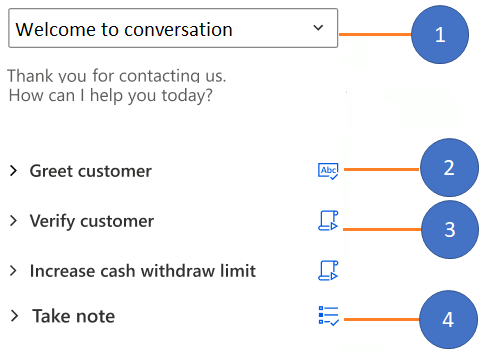 Welcome to conversation
1
Thank you for contacting us.
How can I help you today?
Greet customer
Abc
2
Verify customer
3
Increase cash withdraw limit
Take note
4